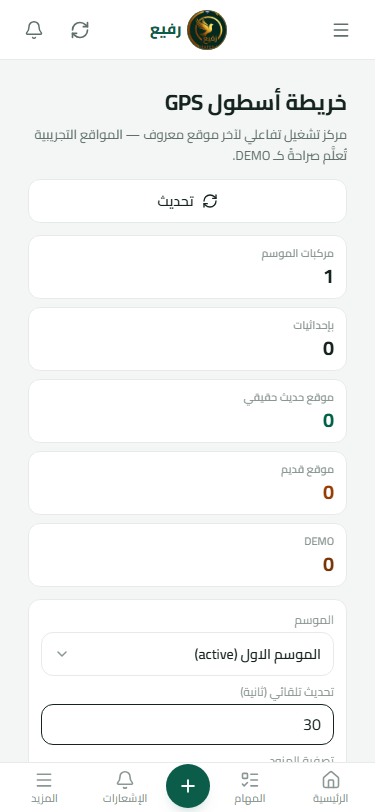 رفيع
خريطة أسطول GPS
مركز تشغيل تفاعلي لآخر موقع معروف — المواقع التجريبية
تُعلَّم صراحةً كـ DEMO.
تحديث
مركبات الموسم
1
بإحداثيات
0
موقع حديث حقيقي
0
موقع قديم
0
DEMO
0
الموسم
الموسم الاول (active)
تحديث تلقائي (ثانية)
30
تصفية المزود
الرئيسية
المهام
الإشعارات
المزيد